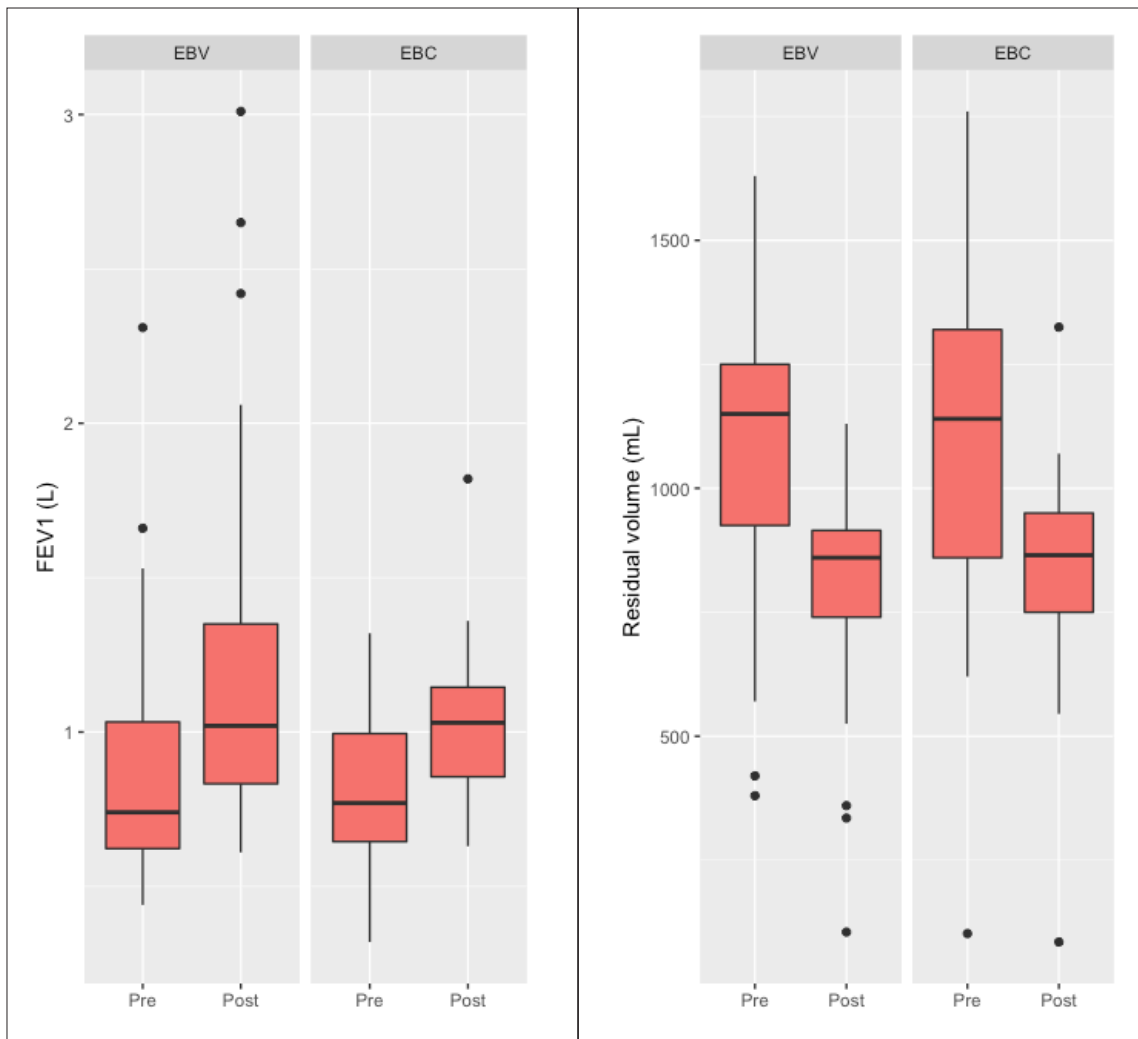 EBV EBC
FEV1 (L)
3
2
1
Pre Post Pre Post
EBV EBC
Residual volume (mL)
1500
1000
500
Pre Post Pre Post